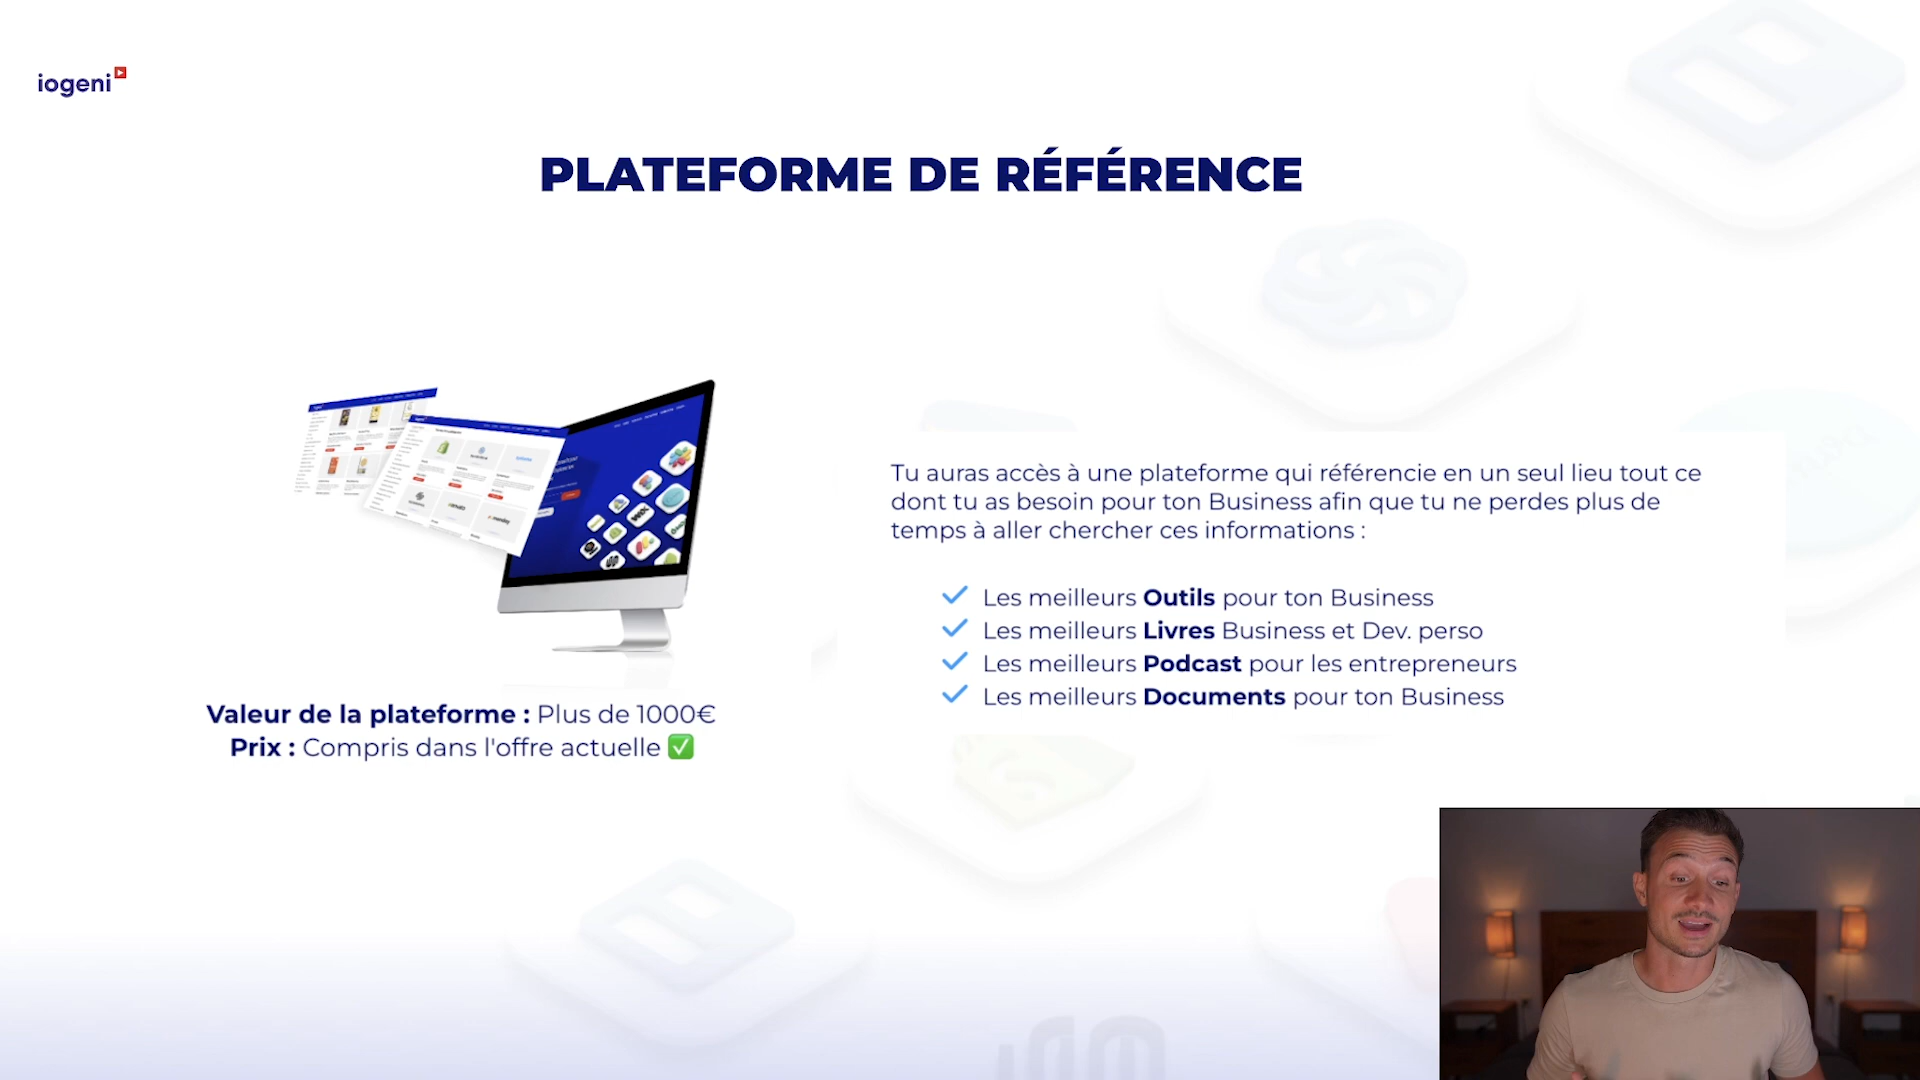 iogeni
PLATEFORME DE RÉFÉRENCE
Tu auras accès à une plateforme qui référencie en un seul lieu tout ce
dont tu as besoin pour ton Business afin que tu ne perdes plus de
temps à aller chercher ces informations :
Les meilleurs Outils pour ton Business
Les meilleurs Livres Business et Dev. perso
Les meilleurs Podcast pour les entrepreneurs
Les meilleurs Documents pour ton Business
Valeur de la plateforme : Plus de 1000€
Prix : Compris dans l'offre actuelle ✅